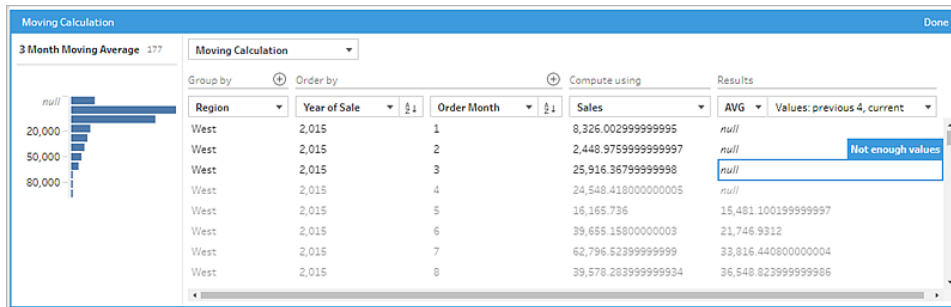 Moving Calculation Done
3 Month Moving Average 177
Moving Calculation
Group by Order by Compute using Results
null
20,000
50,000
80,000
Region Year of Sale Order Month Sales AVG Values: previous 4, current
West 2,015 1 8,326.002999999995 null
West 2,015 2 2,448.9759999999997 null
Not enough values
West 2,015 3 25,916.36799999998 null
West 2,015 4 24,548.418000000005 null
West 2,015 5 16,165.736 15,481.100199999997
West 2,015 6 39,655.15800000003 21,746.9312
West 2,015 7 62,796.52399999999 33,816.440800000004
West 2,015 8 39,578.283999999934 36,548.823999999986